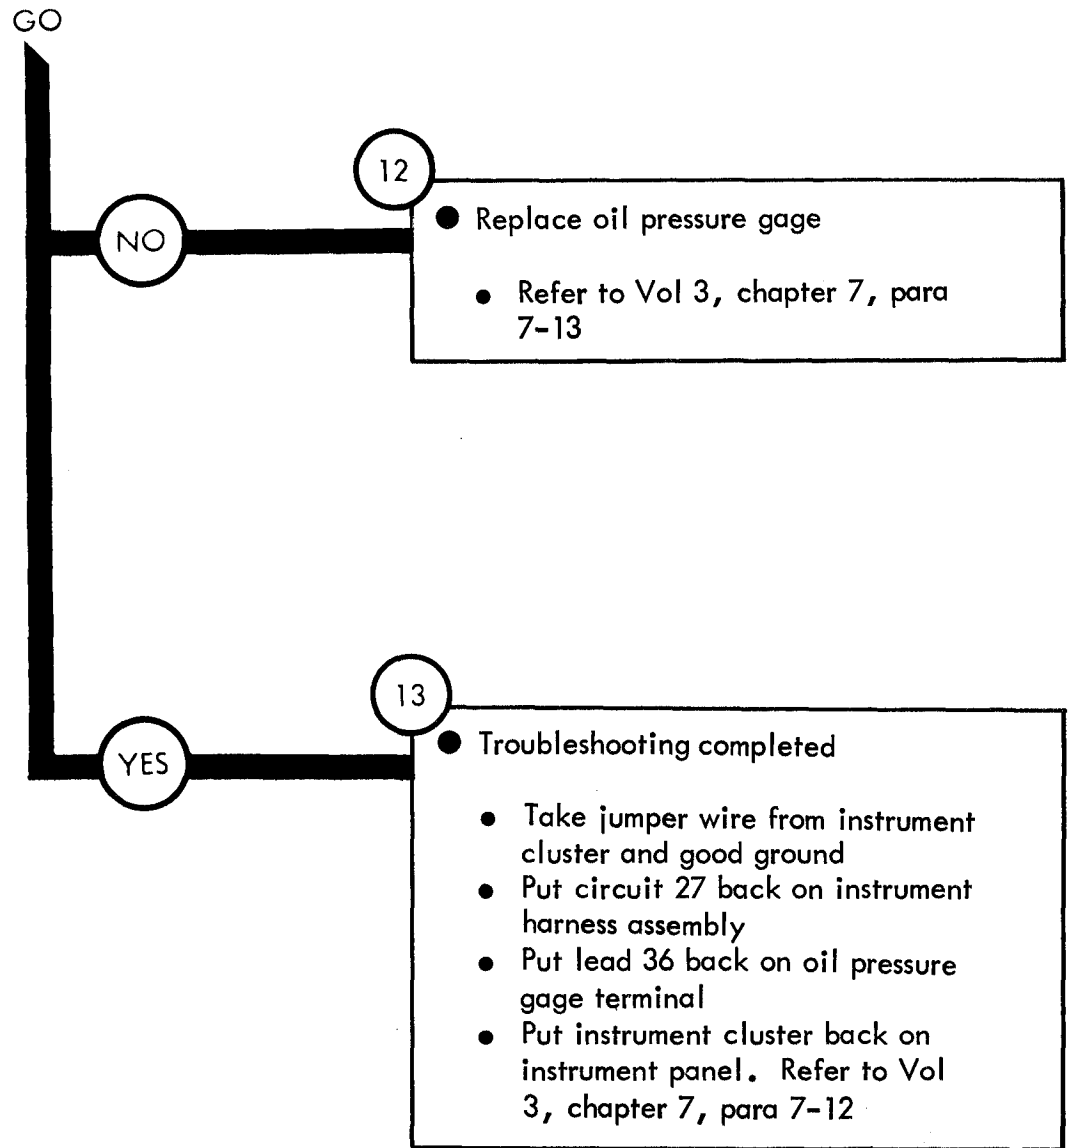 GO
12
● Replace oil pressure gage
● Refer to Vol 3, chapter 7, para
7-13
NO
13
● Troubleshooting completed
● Take jumper wire from instrument
cluster and good ground
● Put circuit 27 back on instrument
harness assembly
● Put lead 36 back on oil pressure
gage terminal
● Put instrument cluster back on
instrument panel. Refer to Vol
3, chapter 7, para 7-12
YES